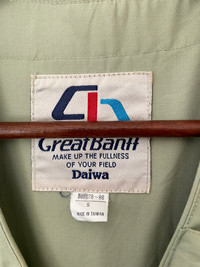 GreatBanff
MAKE UP THE FULLNESS
OF YOUR FIELD
Daiwa
S
MADE IN TAIWAN